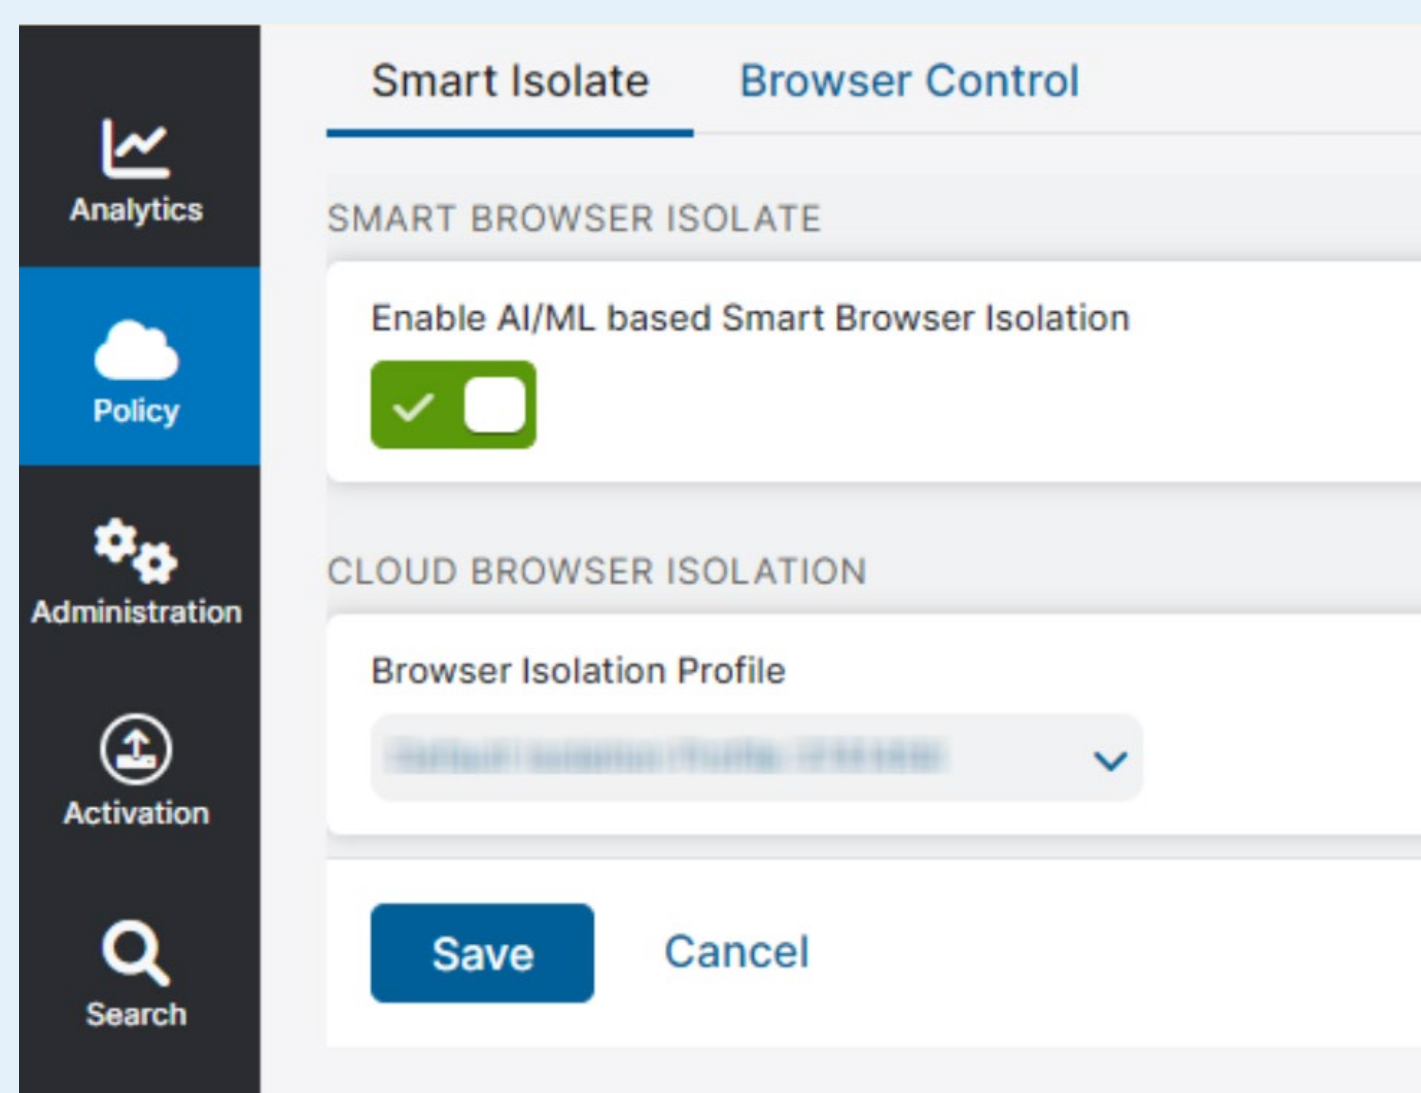 Smart Isolate
Browser Control
Analytics
Policy
Administration
Activation
Search
SMART BROWSER ISOLATE
Enable AI/ML based Smart Browser Isolation
CLOUD BROWSER ISOLATION
Browser Isolation Profile
Save
Cancel